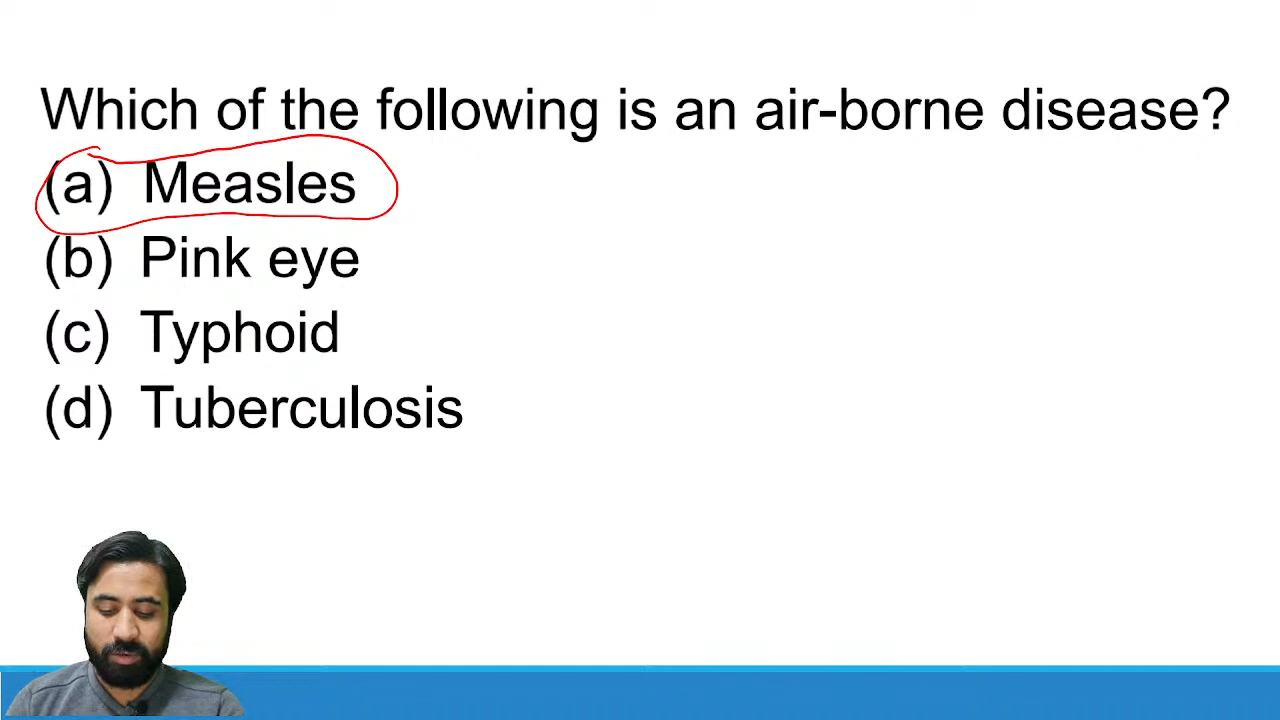 Which of the following is an air-borne disease?
(a) Measles
(b) Pink eye
(c) Typhoid
(d) Tuberculosis